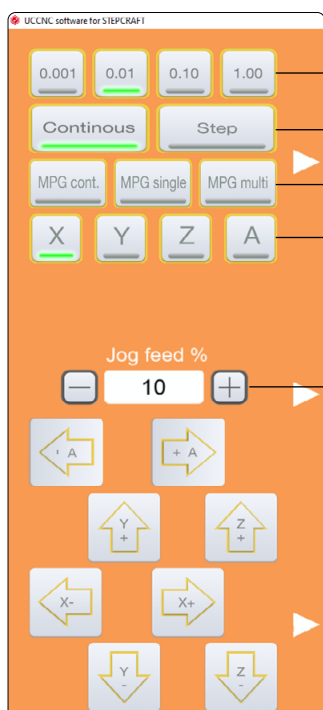 UCCNC software for STEPCRAFT
0.001 0.01 0.10 1.00
Continous Step
MPG cont. MPG single MPG multi
X Y Z A
Jog feed %
10
- A + A
Y + Z +
X- X+
Y - Z -